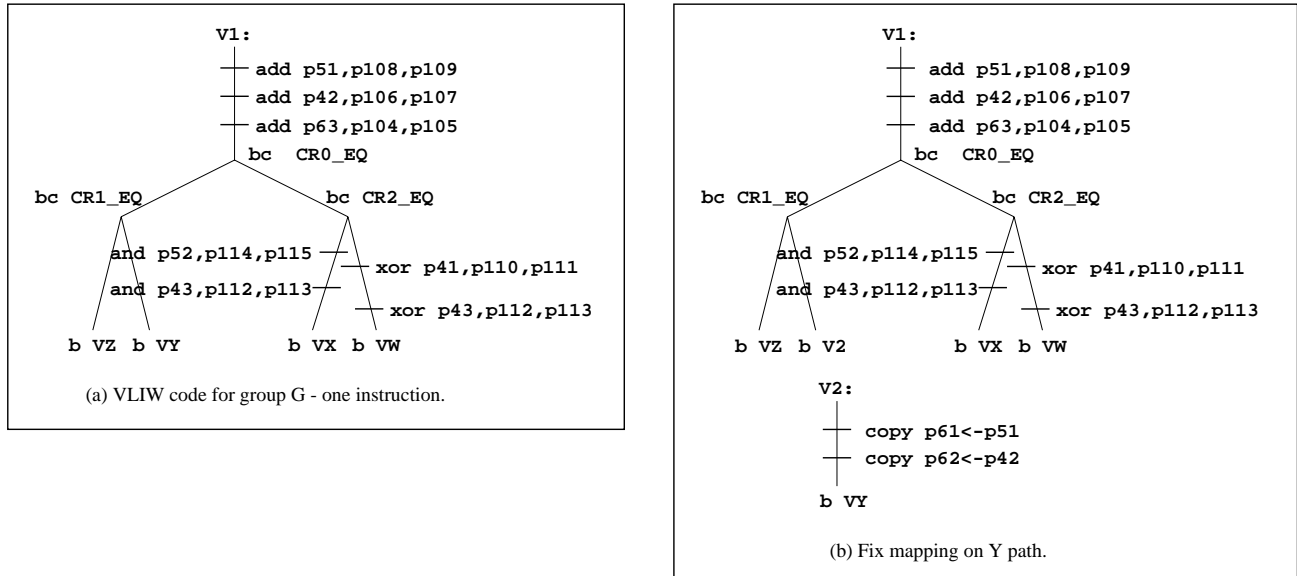 V1:
add p51,p108,p109
add p42,p106,p107
add p63,p104,p105
bc CR0_EQ
bc CR1_EQ
bc CR2_EQ
and p52,p114,p115
xor p41,p110,p111
and p43,p112,p113
xor p43,p112,p113
b VZ b VY b VX b VW
(a) VLIW code for group G - one instruction.
V1:
add p51,p108,p109
add p42,p106,p107
add p63,p104,p105
bc CR0_EQ
bc CR1_EQ
bc CR2_EQ
and p52,p114,p115
xor p41,p110,p111
and p43,p112,p113
xor p43,p112,p113
b VZ b V2 b VX b VW
V2:
copy p61<-p51
copy p62<-p42
b VY
(b) Fix mapping on Y path.